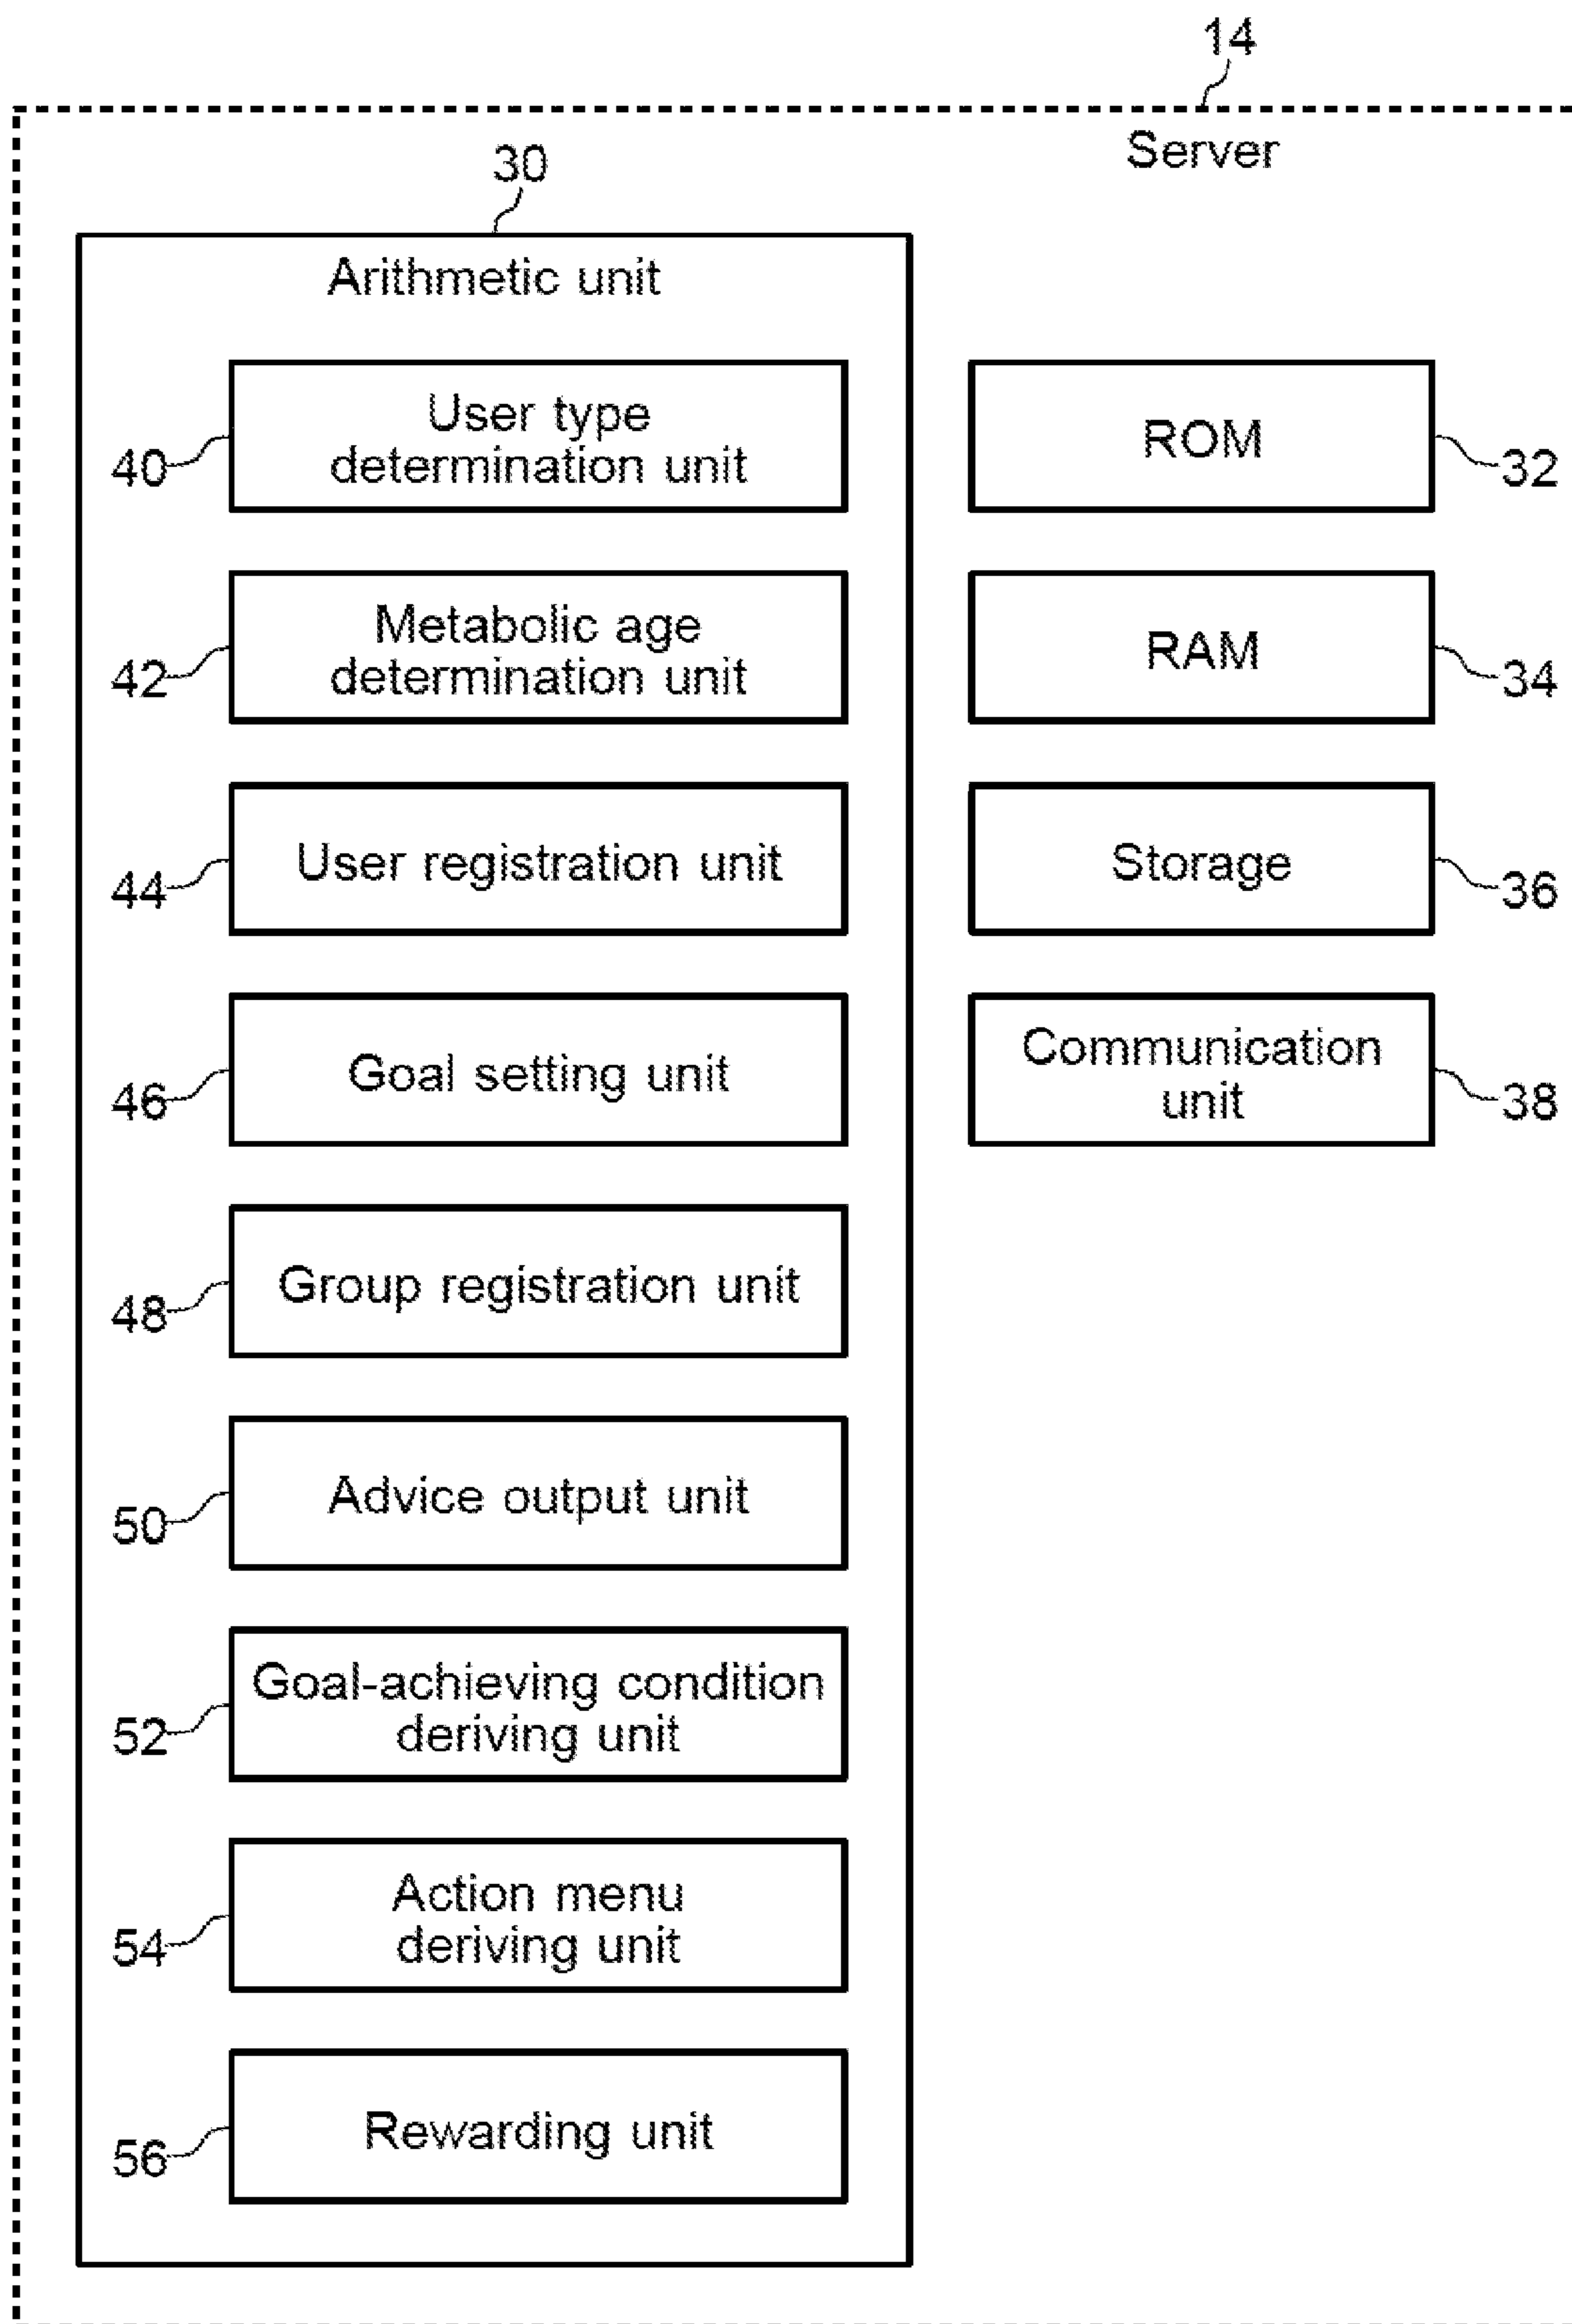 14
Server
30
Arithmetic unit
User type
determination unit
40
ROM
32
Metabolic age
determination unit
42
RAM
34
User registration unit
44
Storage
36
Goal setting unit
46
Communication
unit
38
Group registration unit
48
Advice output unit
50
Goal-achieving condition
deriving unit
52
Action menu
deriving unit
54
Rewarding unit
56